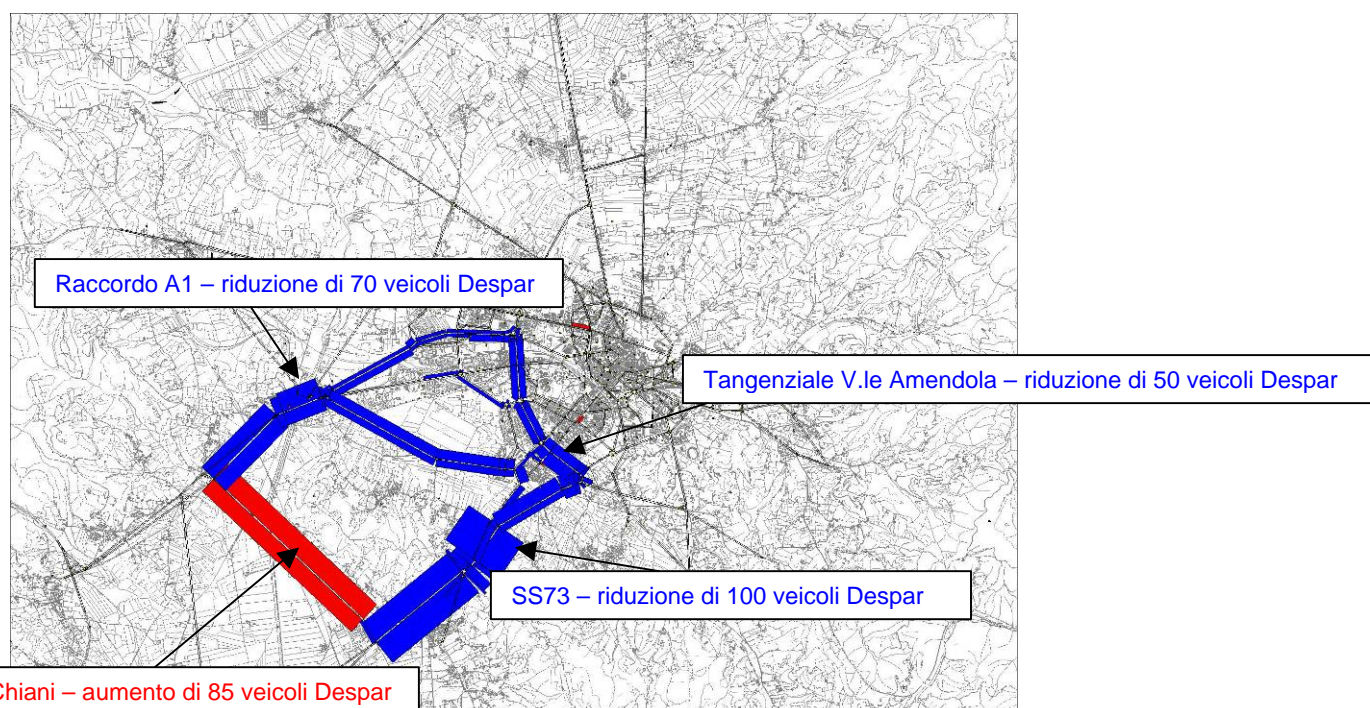 Raccordo A1 – riduzione di 70 veicoli Despar
Tangenziale V.le Amendola – riduzione di 50 veicoli Despar
SS73 – riduzione di 100 veicoli Despar
Chiani – aumento di 85 veicoli Despar